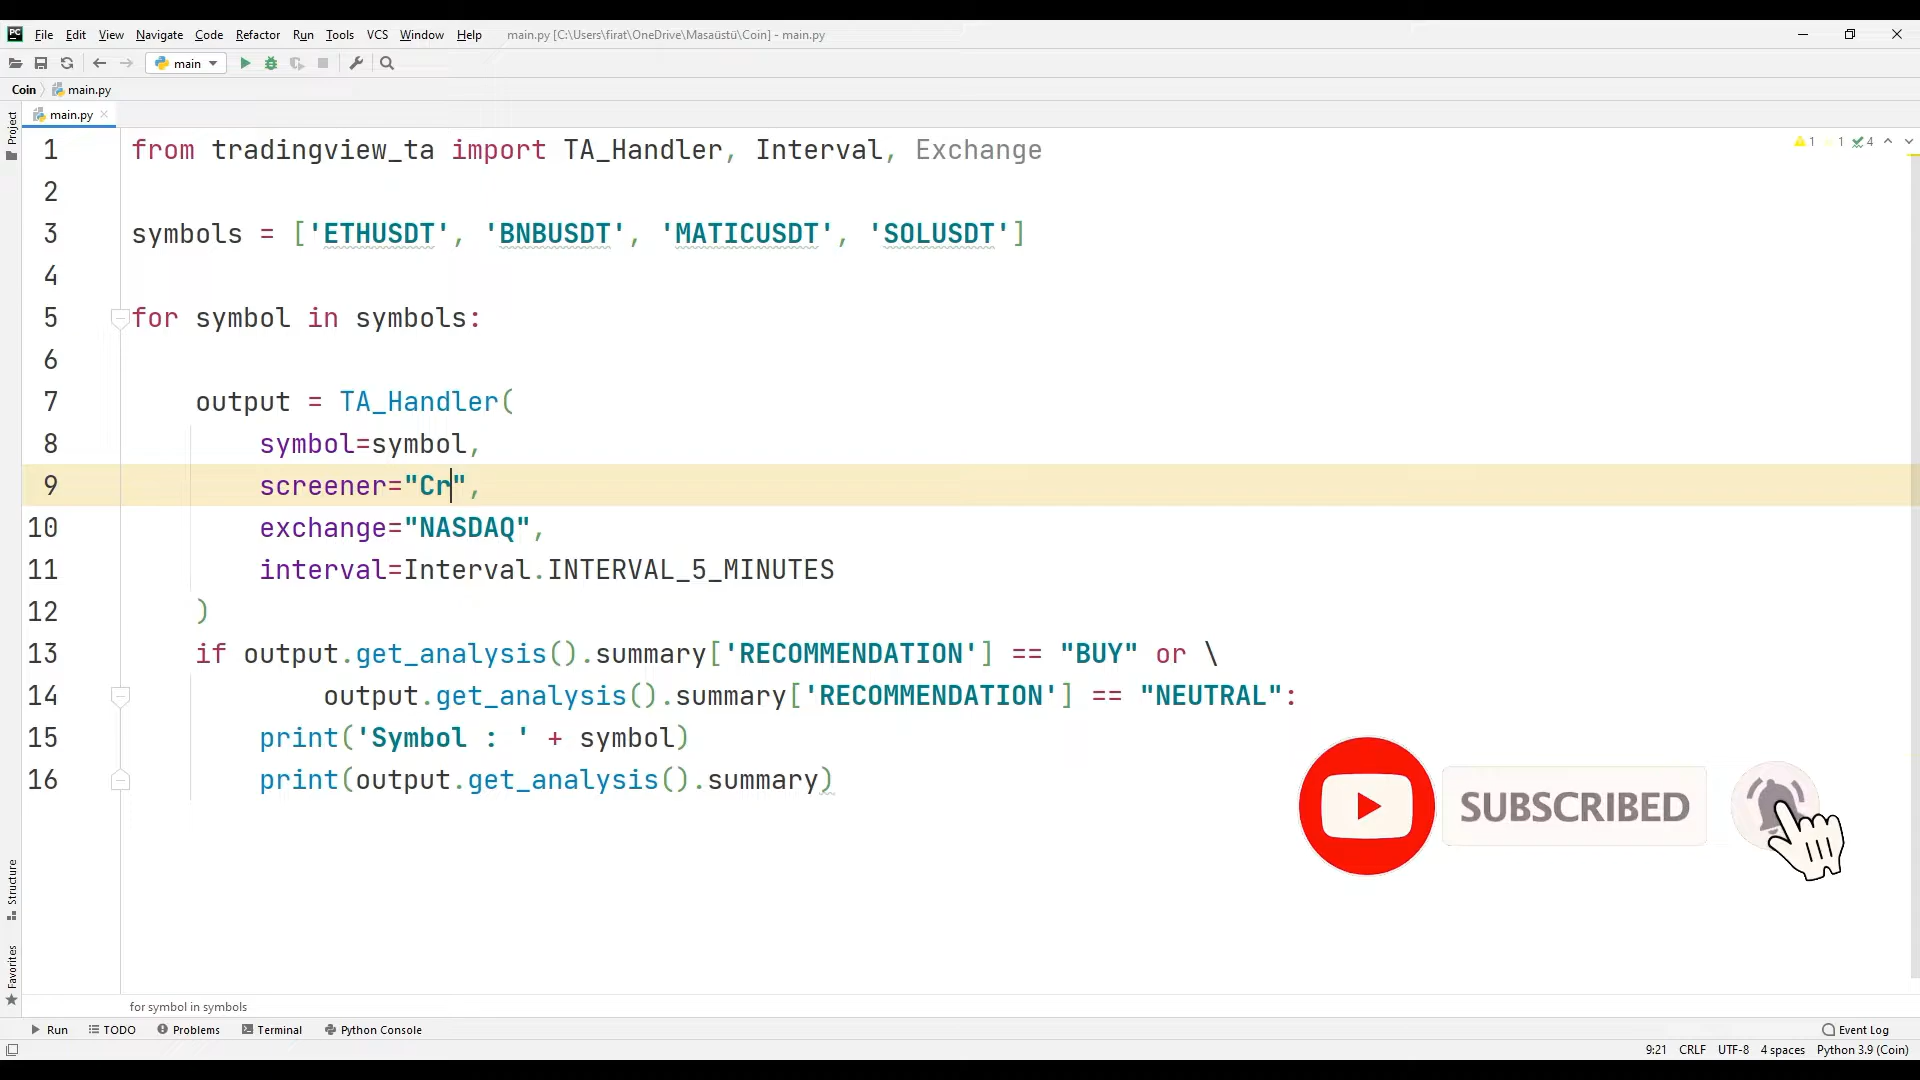 File Edit View Navigate Code Refactor Run Tools VCS Window Help main.py [C:\Users\firat\OneDrive\Masaüstü\Coin] - main.py
main
Coin main.py
main.py
Project
1 from tradingview_ta import TA_Handler, Interval, Exchange
1 1 4
2
3 symbols = ['ETHUSDT', 'BNBUSDT', 'MATICUSDT', 'SOLUSDT']
4
5 for symbol in symbols:
6
7 output = TA_Handler(
8 symbol=symbol,
9 screener="Cr",
10 exchange="NASDAQ",
11 interval=Interval.INTERVAL_5_MINUTES
12 )
13 if output.get_analysis().summary['RECOMMENDATION'] == "BUY" or \
14 output.get_analysis().summary['RECOMMENDATION'] == "NEUTRAL":
15 print('Symbol : ' + symbol)
16 print(output.get_analysis().summary)
SUBSCRIBED
Structure
Favorites
for symbol in symbols
Run TODO Problems Terminal Python Console Event Log
9:21 CRLF UTF-8 4 spaces Python 3.9 (Coin)